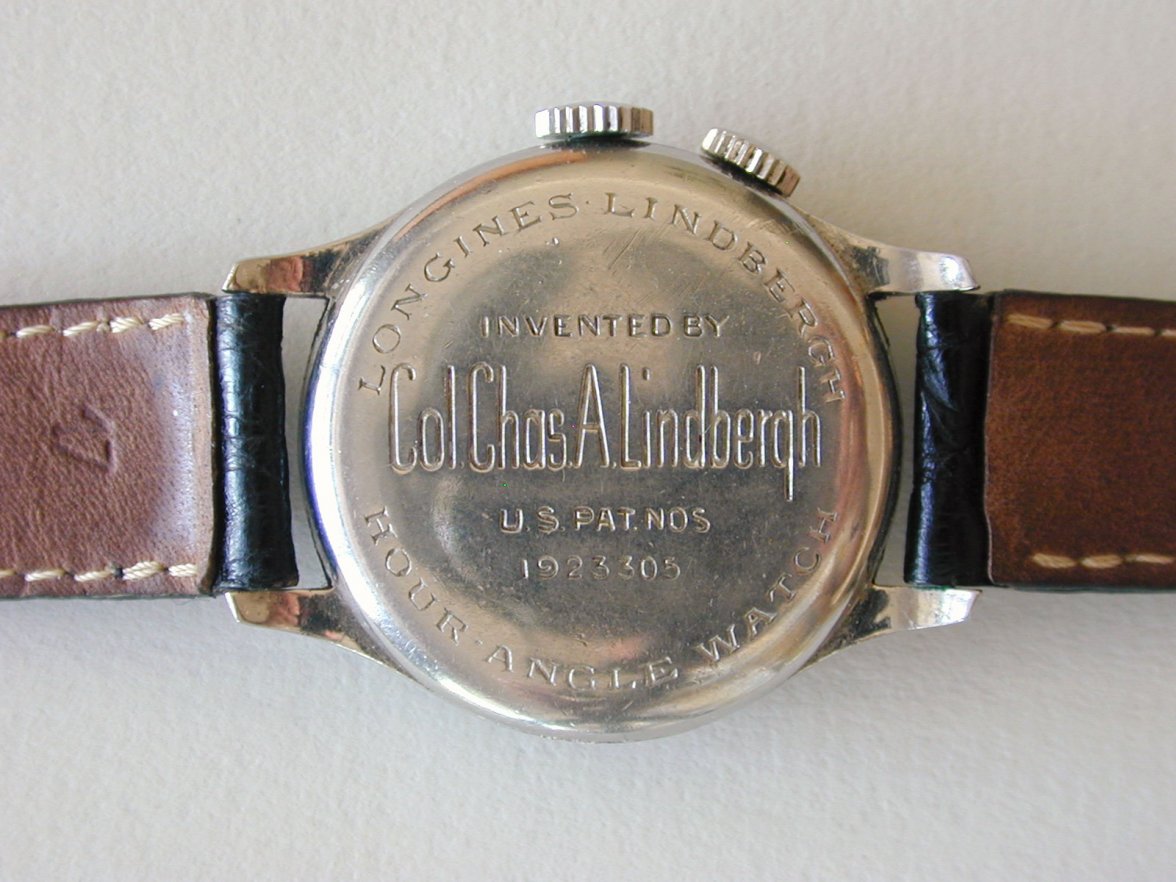 LONGINES · LINDBERGH
INVENTED BY
Col. Chas. A. Lindbergh
U.S. PAT. NOS
1923305
HOUR · ANGLE WATCH
L